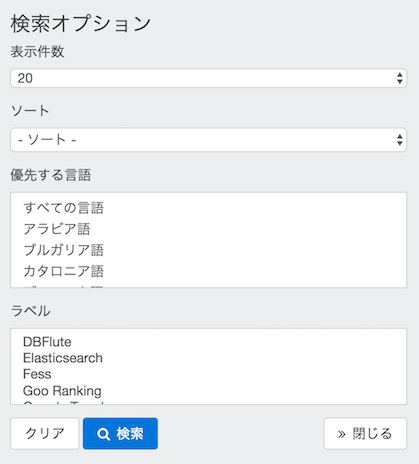 検索オプション
表示件数
20
ソート
- ソート -
優先する言語
すべての言語
アラビア語
ブルガリア語
カタロニア語
ラベル
DBFlute
Elasticsearch
Fess
Goo Ranking
クリア
検索
» 閉じる